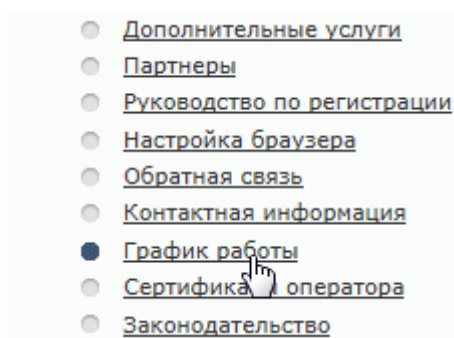 Дополнительные услуги
Партнеры
Руководство по регистрации
Настройка браузера
Обратная связь
Контактная информация
График работы
оператора
Законодательство